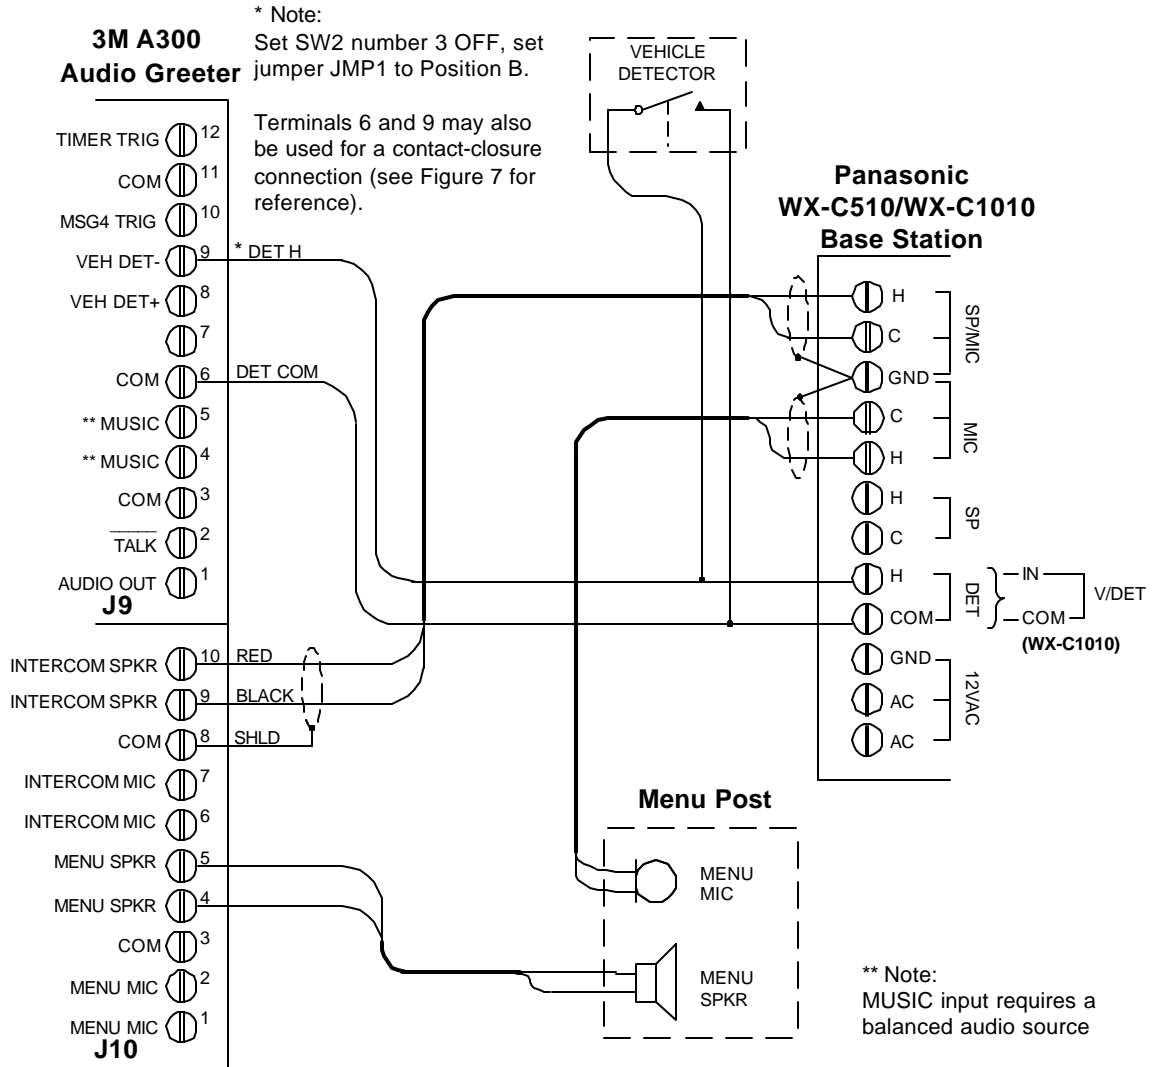 * Note:
Set SW2 number 3 OFF, set
jumper JMP1 to Position B.
Terminals 6 and 9 may also
be used for a contact-closure
connection (see Figure 7 for
reference).
3M A300
Audio Greeter
TIMER TRIG 12
COM 11
MSG4 TRIG 10
VEH DET- 9 * DET H
VEH DET+ 8
7
COM 6 DET COM
** MUSIC 5
** MUSIC 4
COM 3
TALK 2
AUDIO OUT 1
J9
INTERCOM SPKR 10 RED
INTERCOM SPKR 9 BLACK
COM 8 SHLD
INTERCOM MIC 7
INTERCOM MIC 6
MENU SPKR 5
MENU SPKR 4
COM 3
MENU MIC 2
MENU MIC 1
J10
VEHICLE
DETECTOR
Panasonic
WX-C510/WX-C1010
Base Station
H
C
GND
SP/MIC
C
H
MIC
H
C
SP
H
COM
DET
IN
COM
V/DET
(WX-C1010)
GND
AC
AC
12VAC
Menu Post
MENU
MIC
MENU
SPKR
** Note:
MUSIC input requires a
balanced audio source